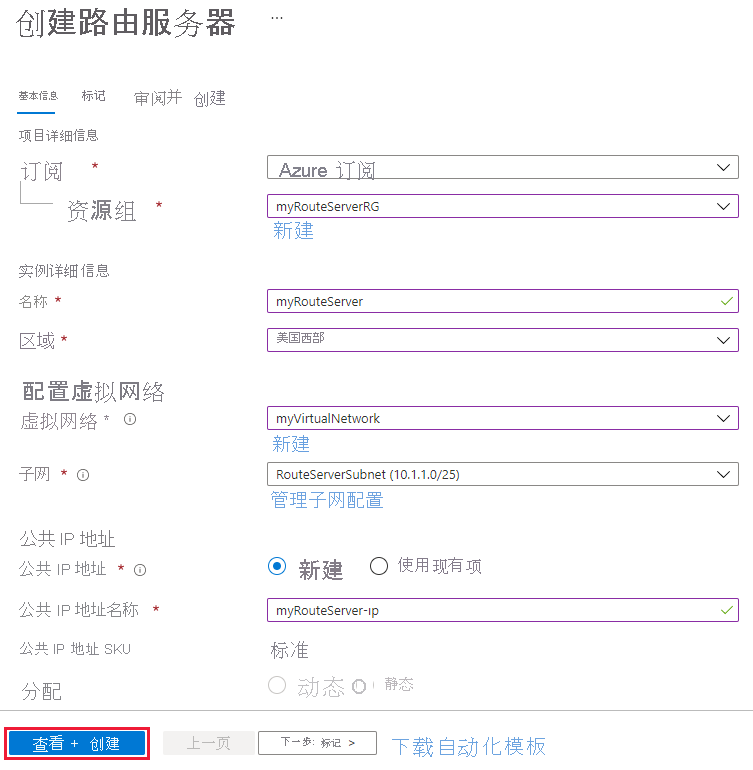 创建路由服务器 ...
基本信息 标记 审阅并 创建
项目详细信息
订阅 * Azure 订阅
资源组 * myRouteServerRG
新建
实例详细信息
名称 * myRouteServer
区域 * 美国西部
配置虚拟网络
虚拟网络 * myVirtualNetwork
新建
子网 * RouteServerSubnet (10.1.1.0/25)
管理子网配置
公共 IP 地址
公共 IP 地址 * 新建 使用现有项
公共 IP 地址名称 * myRouteServer-ip
公共 IP 地址 SKU 标准
分配 动态 静态
查看 + 创建 上一页 下一步: 标记 > 下载自动化模板